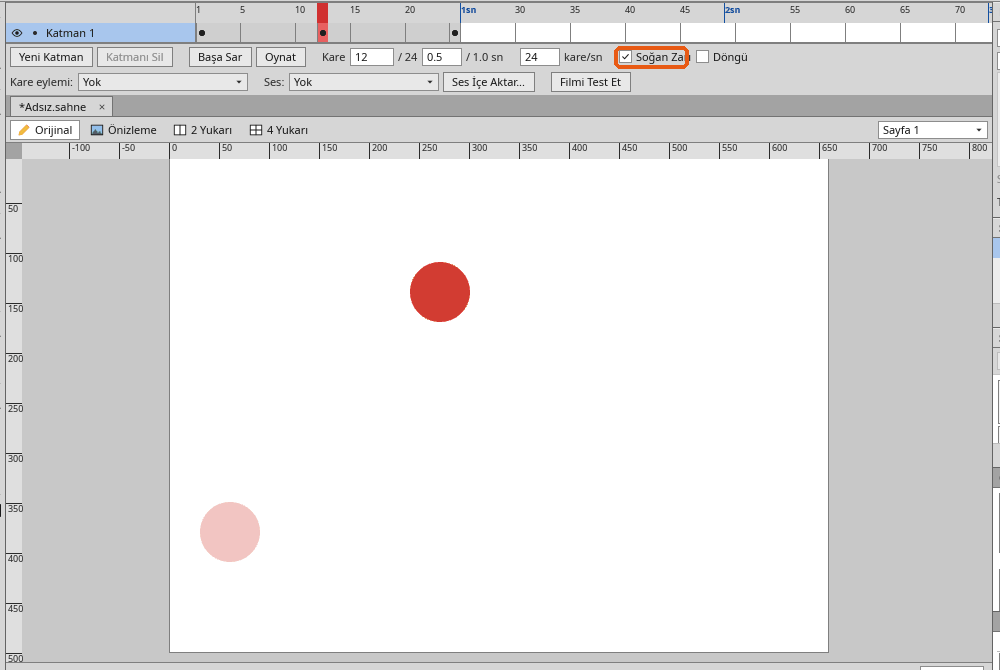 1 5 10 15 20 1sn 30 35 40 45 2sn 55 60 65 70
Katman 1
Yeni Katman Katmanı Sil Başa Sar Oynat Kare 12 / 24 0.5 / 1.0 sn 24 kare/sn Soğan Zarı Döngü
Kare eylemi: Yok Ses: Yok Ses İçe Aktar... Filmi Test Et
*Adsız.sahne ×
Orijinal Önizleme 2 Yukarı 4 Yukarı Sayfa 1
-100 -50 0 50 100 150 200 250 300 350 400 450 500 550 600 650 700 750 800
50
100
150
200
250
300
350
400
450
500